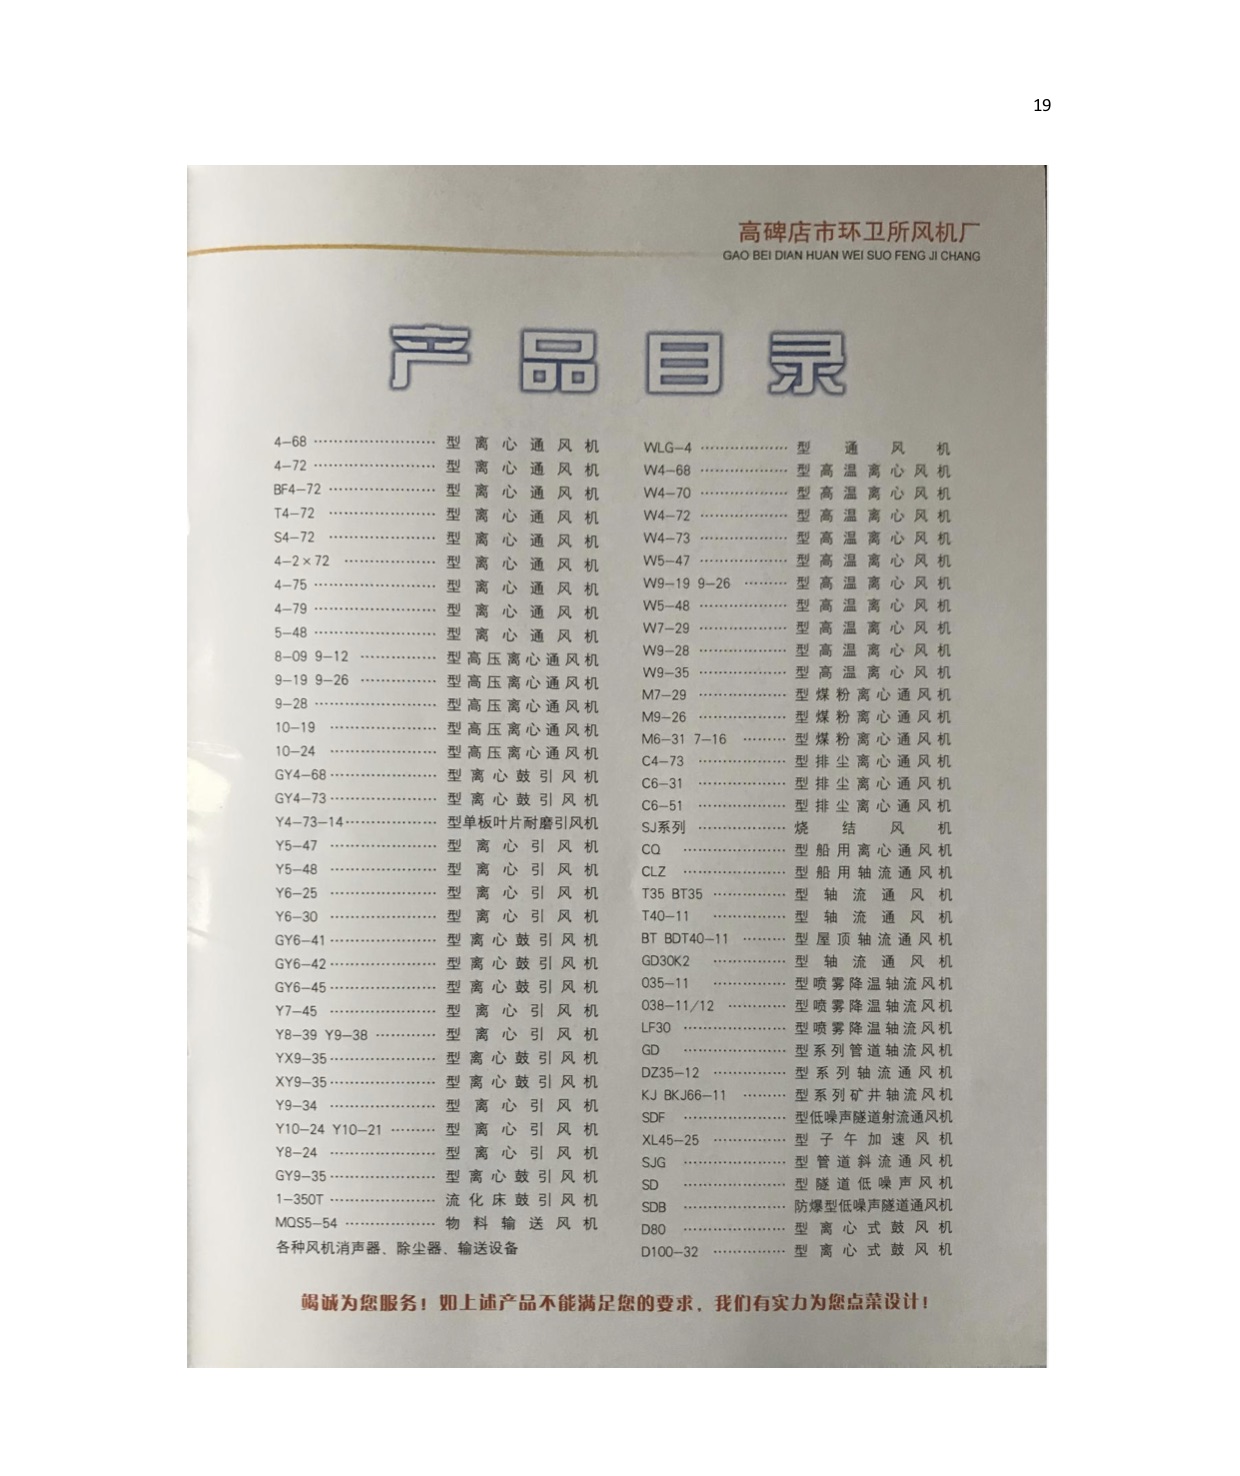 19
高碑店市环卫所风机厂
GAO BEI DIAN HUAN WEI SUO FENG JI CHANG
产品目录
4-68 ······················ 型离心通风机
4-72 ······················ 型离心通风机
BF4-72 ···················· 型离心通风机
T4-72 ···················· 型离心通风机
S4-72 ···················· 型离心通风机
4-2×72 ················· 型离心通风机
4-75 ······················ 型离心通风机
4-79 ······················ 型离心通风机
5-48 ······················ 型离心通风机
8-09 9-12 ·············· 型高压离心通风机
9-19 9-26 ·············· 型高压离心通风机
9-28 ······················ 型高压离心通风机
10-19 ···················· 型高压离心通风机
10-24 ···················· 型高压离心通风机
GY4-68 ···················· 型离心鼓引风机
GY4-73 ···················· 型离心鼓引风机
Y4-73-14 ················· 型单板叶片耐磨引风机
Y5-47 ···················· 型离心引风机
Y5-48 ···················· 型离心引风机
Y6-25 ···················· 型离心引风机
Y6-30 ···················· 型离心引风机
GY6-41 ···················· 型离心鼓引风机
GY6-42 ···················· 型离心鼓引风机
GY6-45 ···················· 型离心鼓引风机
Y7-45 ···················· 型离心引风机
Y8-39 Y9-38 ··········· 型离心引风机
YX9-35 ···················· 型离心鼓引风机
XY9-35 ···················· 型离心鼓引风机
Y9-34 ···················· 型离心引风机
Y10-24 Y10-21 ········· 型离心引风机
Y8-24 ···················· 型离心引风机
GY9-35 ···················· 型离心鼓引风机
1-350T ···················· 流化床鼓引风机
MQS5-54 ················· 物料输送风机
各种风机消声器、除尘器、输送设备
WLG-4 ················· 型通风机
W4-68 ················· 型高温离心风机
W4-70 ················· 型高温离心风机
W4-72 ················· 型高温离心风机
W4-73 ················· 型高温离心风机
W5-47 ················· 型高温离心风机
W9-19 9-26 ········· 型高温离心风机
W5-48 ················· 型高温离心风机
W7-29 ················· 型高温离心风机
W9-28 ················· 型高温离心风机
W9-35 ················· 型高温离心风机
M7-29 ················· 型煤粉离心通风机
M9-26 ················· 型煤粉离心通风机
M6-31 7-16 ········· 型煤粉离心通风机
C4-73 ················· 型排尘离心通风机
C6-31 ················· 型排尘离心通风机
C6-51 ················· 型排尘离心通风机
SJ系列 ················· 烧结风机
CQ ···················· 型船用离心通风机
CLZ ···················· 型船用轴流通风机
T35 BT35 ·············· 型轴流通风机
T40-11 ·············· 型轴流通风机
BT BDT40-11 ········· 型屋顶轴流通风机
GD30K2 ·············· 型轴流通风机
035-11 ·············· 型喷雾降温轴流风机
038-11/12 ··········· 型喷雾降温轴流风机
LF30 ···················· 型喷雾降温轴流风机
GD ···················· 型系列管道轴流风机
DZ35-12 ·············· 型系列轴流通风机
KJ BKJ66-11 ········· 型系列矿井轴流风机
SDF ···················· 型低噪声隧道射流通风机
XL45-25 ·············· 型子午加速风机
SJG ···················· 型管道斜流通风机
SD ···················· 型隧道低噪声风机
SDB ···················· 防爆型低噪声隧道通风机
D80 ···················· 型离心式鼓风机
D100-32 ·············· 型离心式鼓风机
竭诚为您服务！如上述产品不能满足您的要求，我们有实力为您点菜设计！